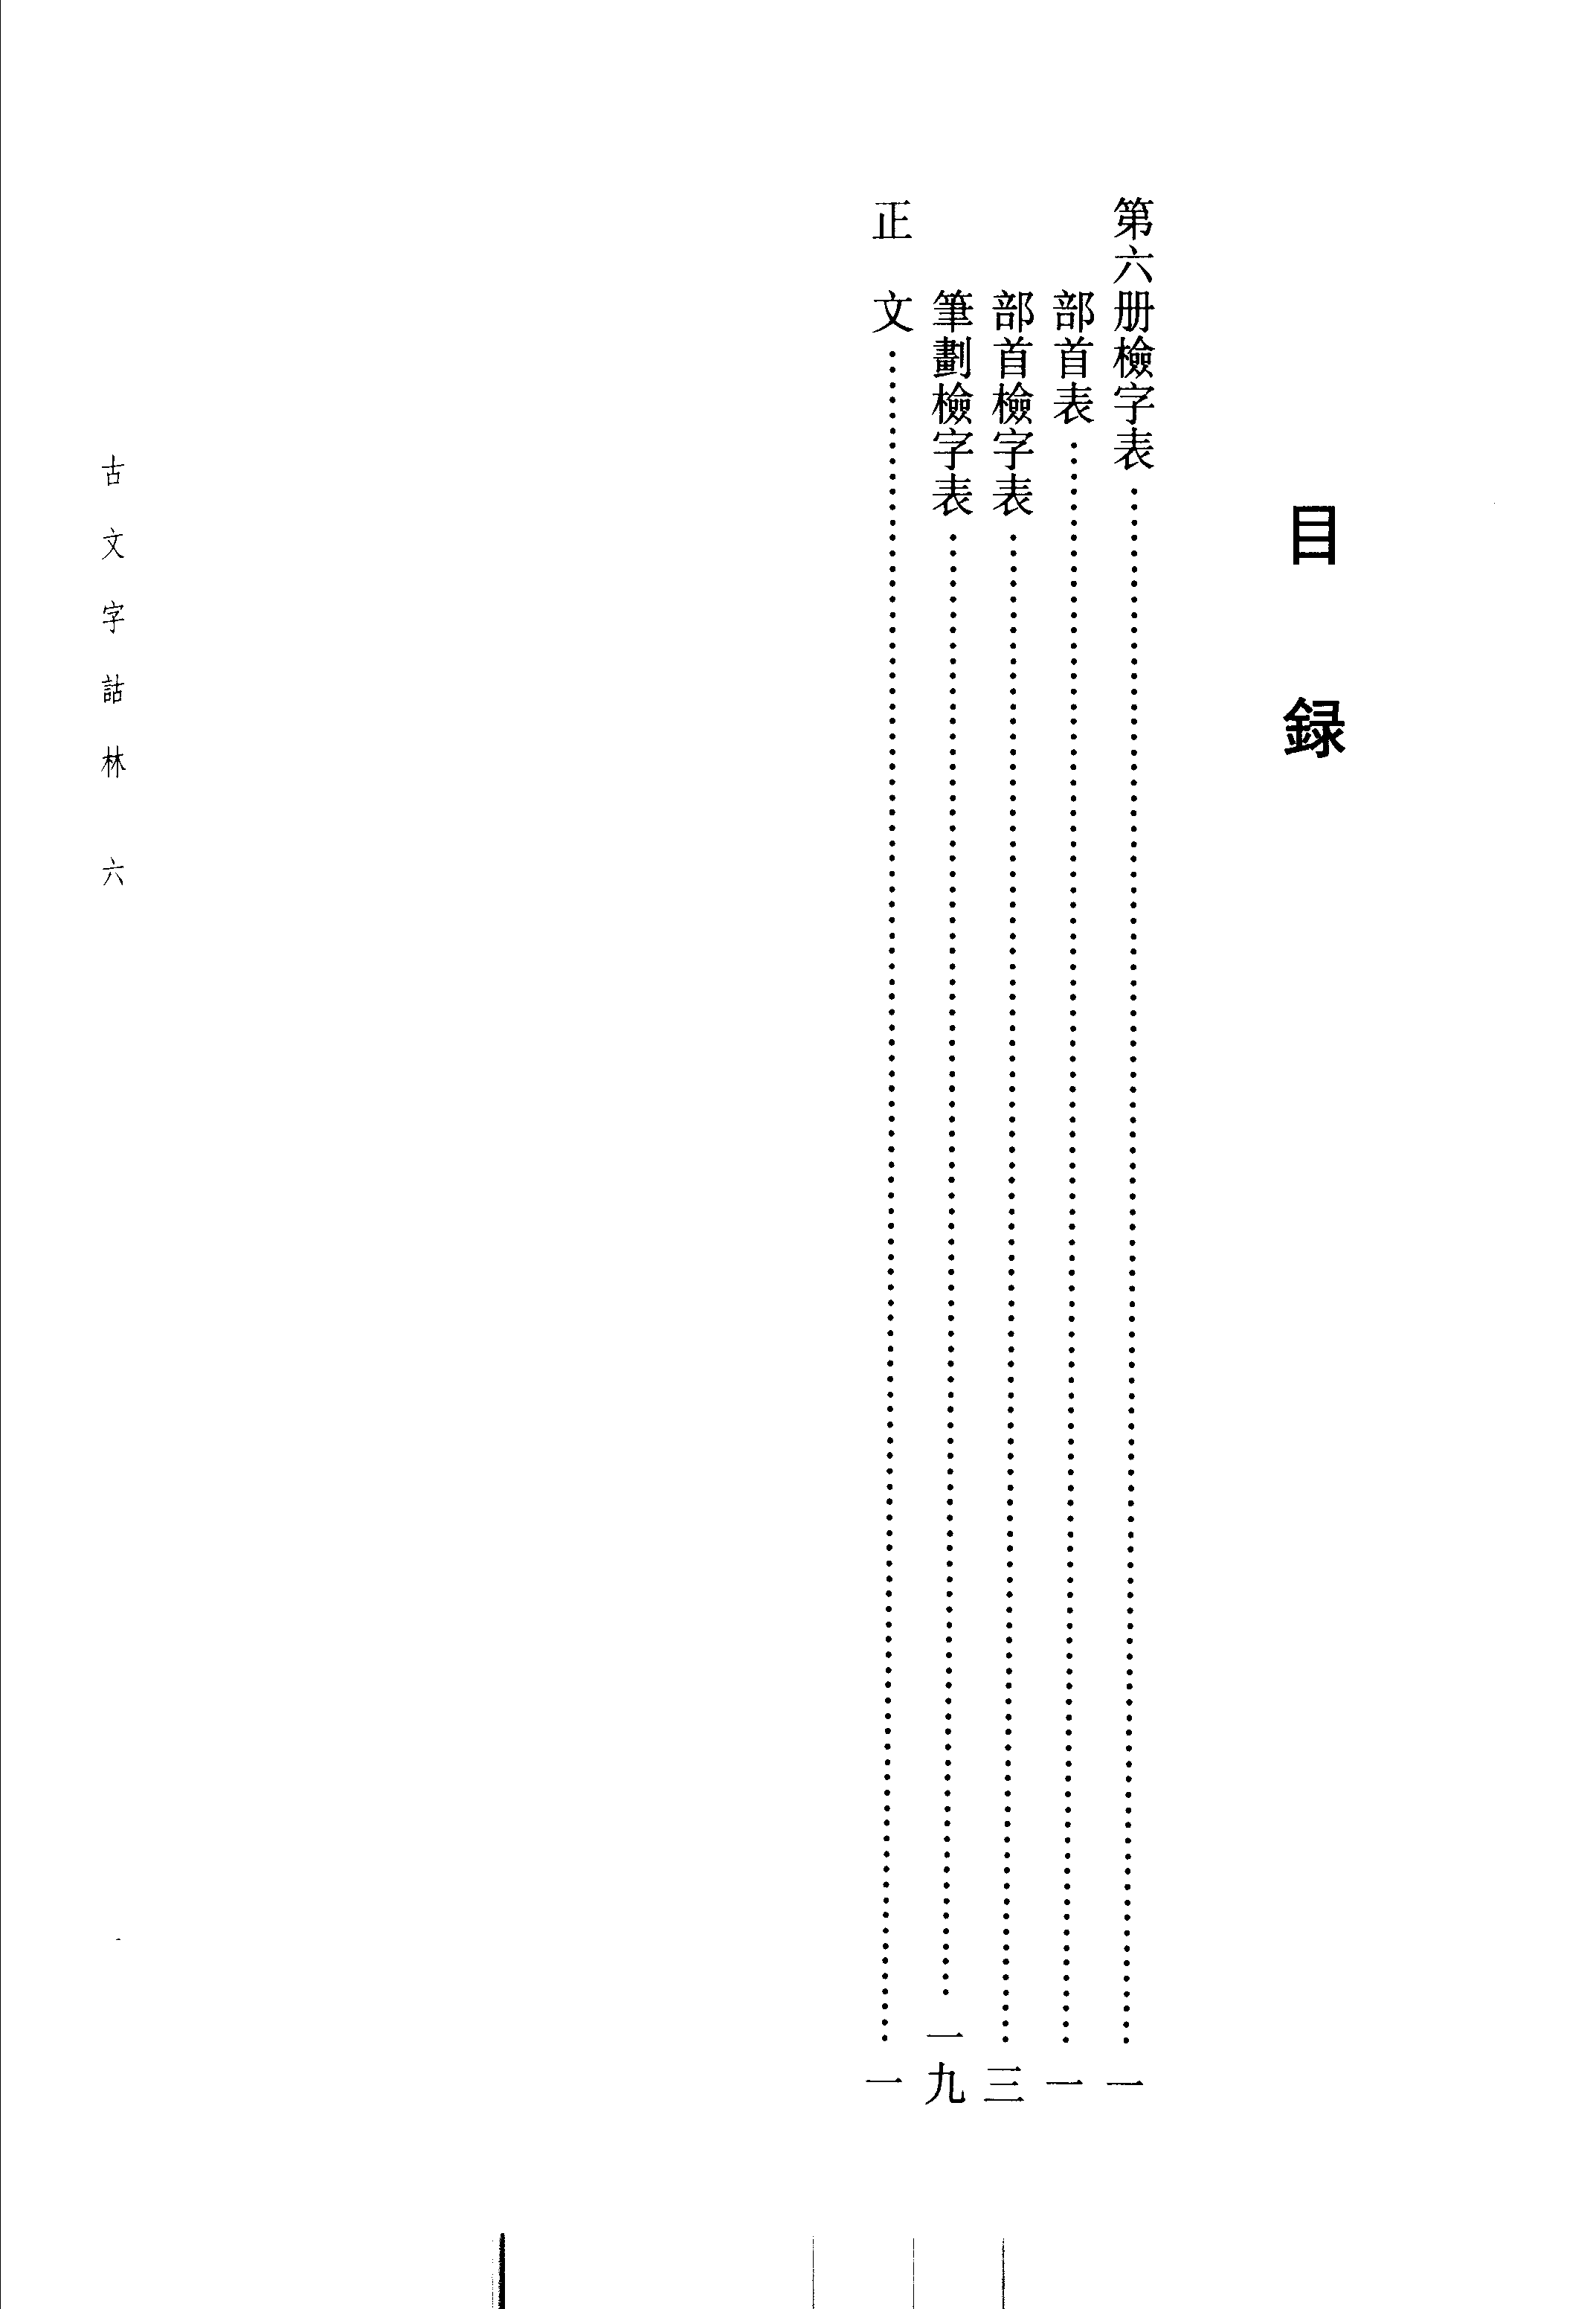 目 録
第六册檢字表……一
部首表……一
部首檢字表……三
筆劃檢字表……一九
正 文……一
古文字詁林 六
一